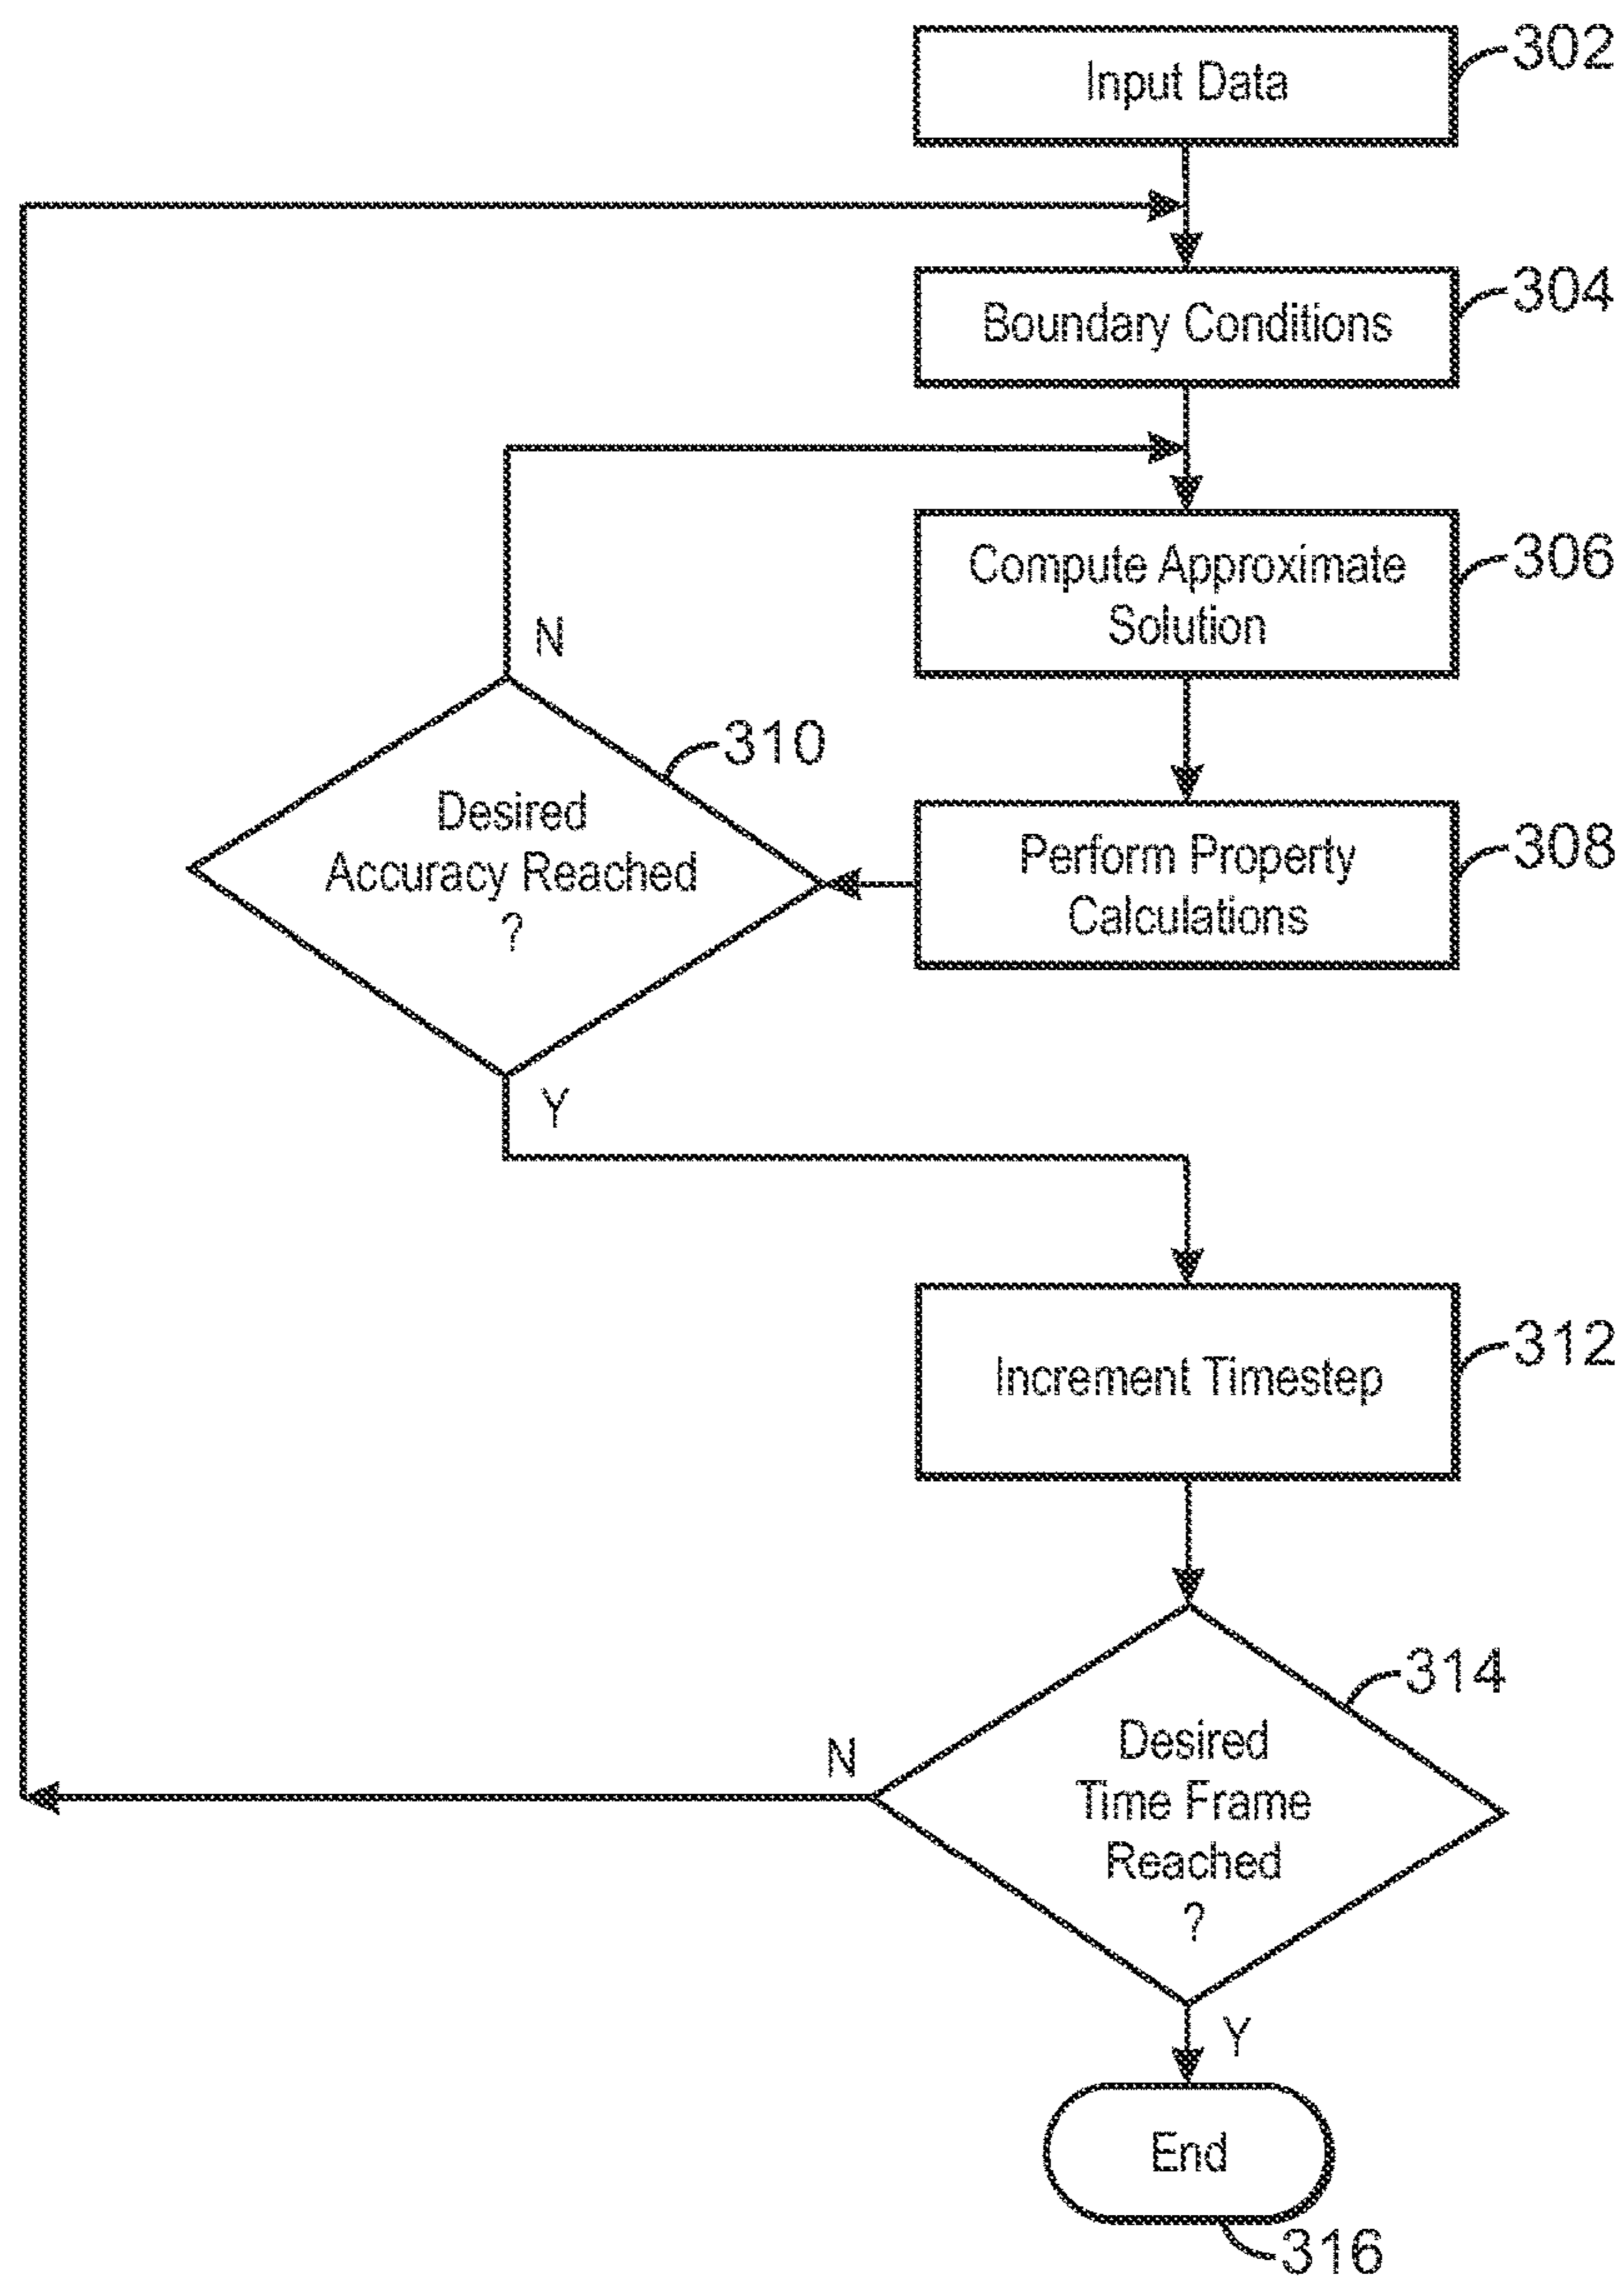 Input Data
302
Boundary Conditions
304
Compute Approximate
Solution
306
N
310
Desired
Accuracy Reached
?
Perform Property
Calculations
308
Y
Increment Timestep
312
314
N
Desired
Time Frame
Reached
?
Y
End
316